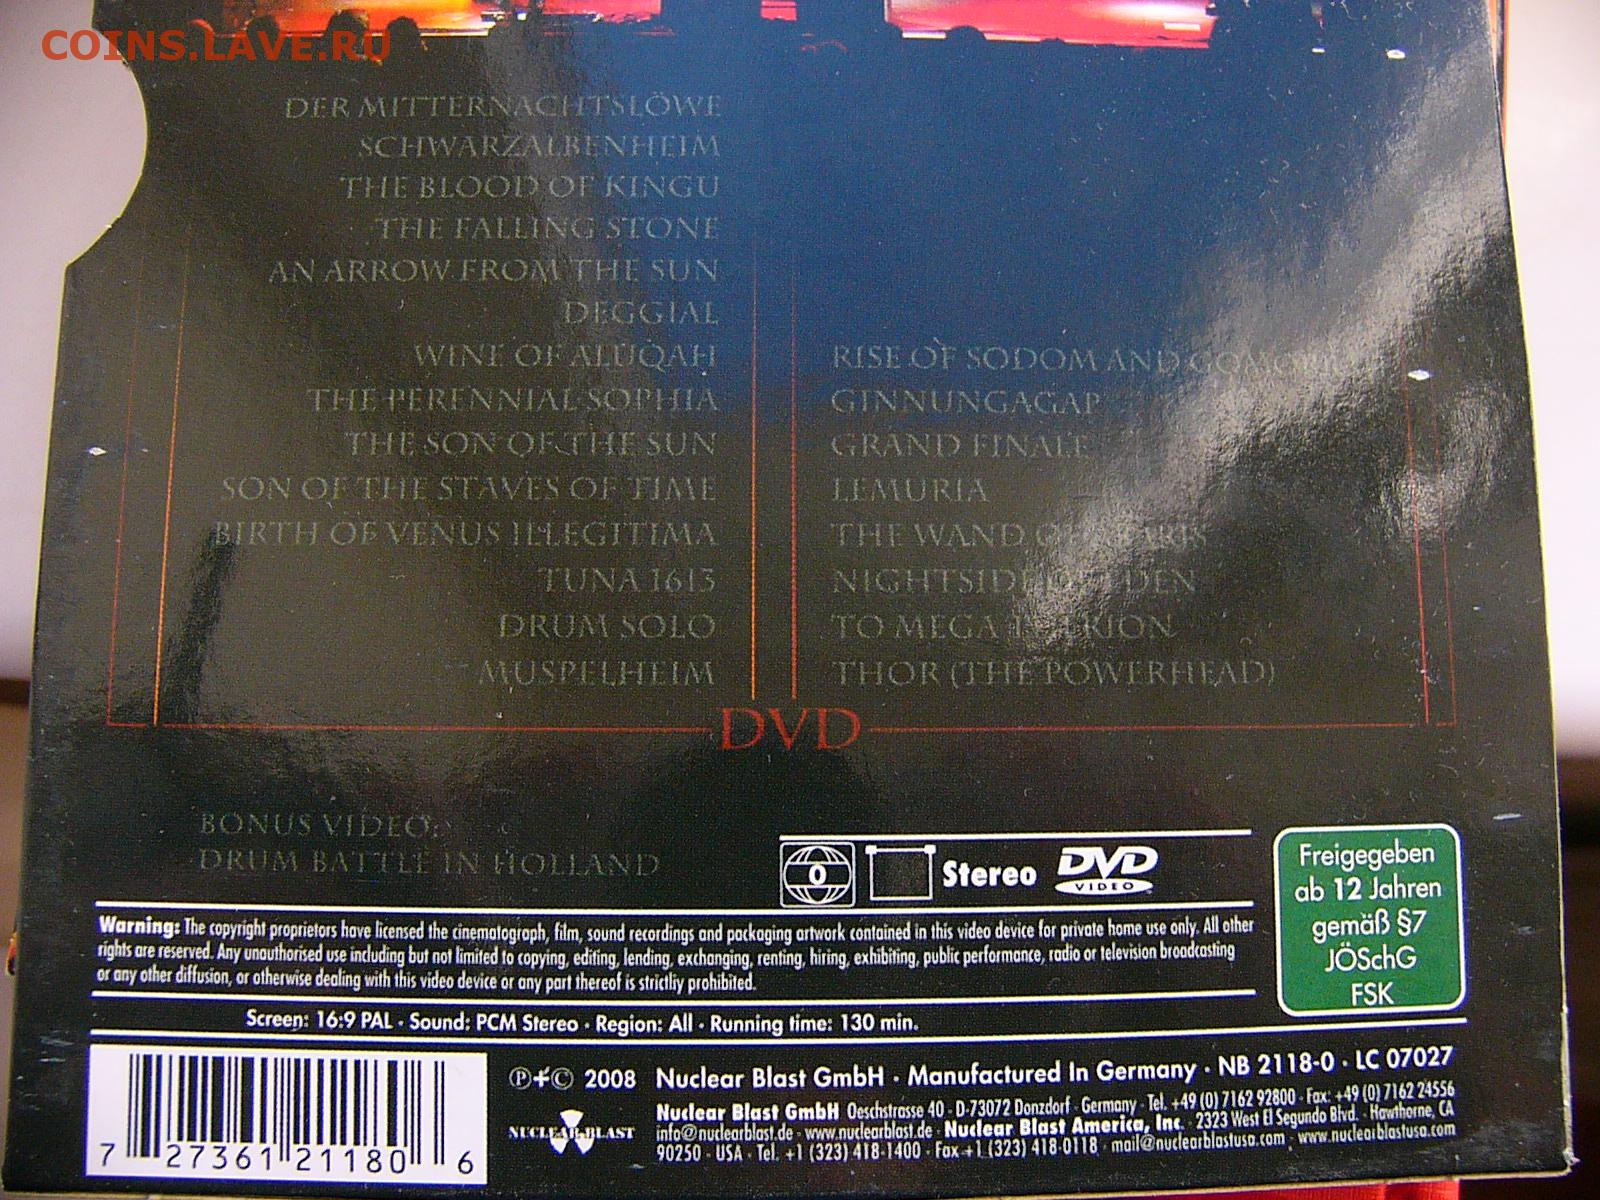 COINS.LAVE.RU
DER MITTERNACHTSLÖWE
SCHWARZALBENHEIM
THE BLOOD OF KINGU
THE FALLING STONE
AN ARROW FROM THE SUN
DEGGIAL
WINE OF ALUQAH
THE PERENNIAL SOPHIA
THE SON OF THE SUN
SON OF THE STAVES OF TIME
BIRTH OF VENUS ILLEGITIMA
TUNA 1613
DRUM SOLO
MUSPELHEIM
RISE OF SODOM AND
GINNUNGAGAP
GRAND FINALE
LEMURIA
THE WAND OF
NIGHTSIDE OF EDEN
TO MEGA THERION
THOR (THE POWERHEAD)
DVD
BONUS VIDEO:
DRUM BATTLE IN HOLLAND
0 Stereo DVD VIDEO
Freigegeben
ab 12 Jahren
gemäß §7
JÖSchG
FSK
Warning: The copyright proprietors have licensed the cinematograph, film, sound recordings and packaging artwork contained in this video device for private home use only. All other
rights are reserved. Any unauthorised use including but not limited to copying, editing, lending, exchanging, renting, hiring, exhibiting, public performance, radio or television broadcasting
or any other diffusion, or otherwise dealing with this video device or any part thereof is strictliy prohibited.
Screen: 16:9 PAL · Sound: PCM Stereo · Region: All · Running time: 130 min.
7 27361 21180 6
℗+© 2008 Nuclear Blast GmbH · Manufactured In Germany · NB 2118-0 · LC 07027
NUCLEAR BLAST
Nuclear Blast GmbH Oeschstrasse 40 · D-73072 Donzdorf · Germany · Tel. +49 (0) 7162 92800 · Fax: +49 (0) 7162 24556
info@nuclearblast.de · www.nuclearblast.de · Nuclear Blast America, Inc. · 2323 West El Segundo Blvd. · Hawthorne, CA
90250 · USA · Tel. +1 (323) 418-1400 · Fax +1 (323) 418-0118 · mail@nuclearblastusa.com · www.nuclearblastusa.com